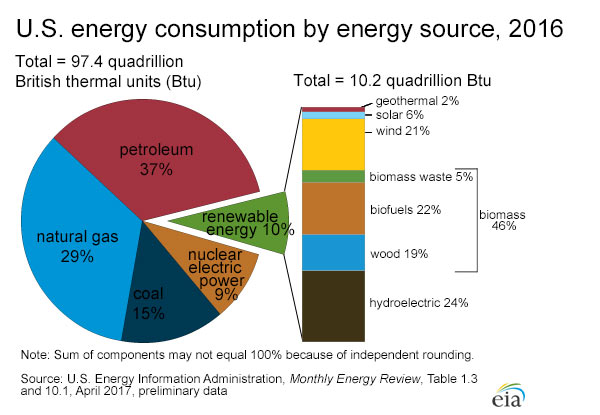 U.S. energy consumption by energy source, 2016
Total = 97.4 quadrillion
British thermal units (Btu)
Total = 10.2 quadrillion Btu
petroleum
37%
natural gas
29%
coal
15%
nuclear
electric
power
9%
renewable
energy 10%
geothermal 2%
solar 6%
wind 21%
biomass waste 5%
biofuels 22%
wood 19%
biomass
46%
hydroelectric 24%
Note: Sum of components may not equal 100% because of independent rounding.
Source: U.S. Energy Information Administration, Monthly Energy Review, Table 1.3
and 10.1, April 2017, preliminary data
eia